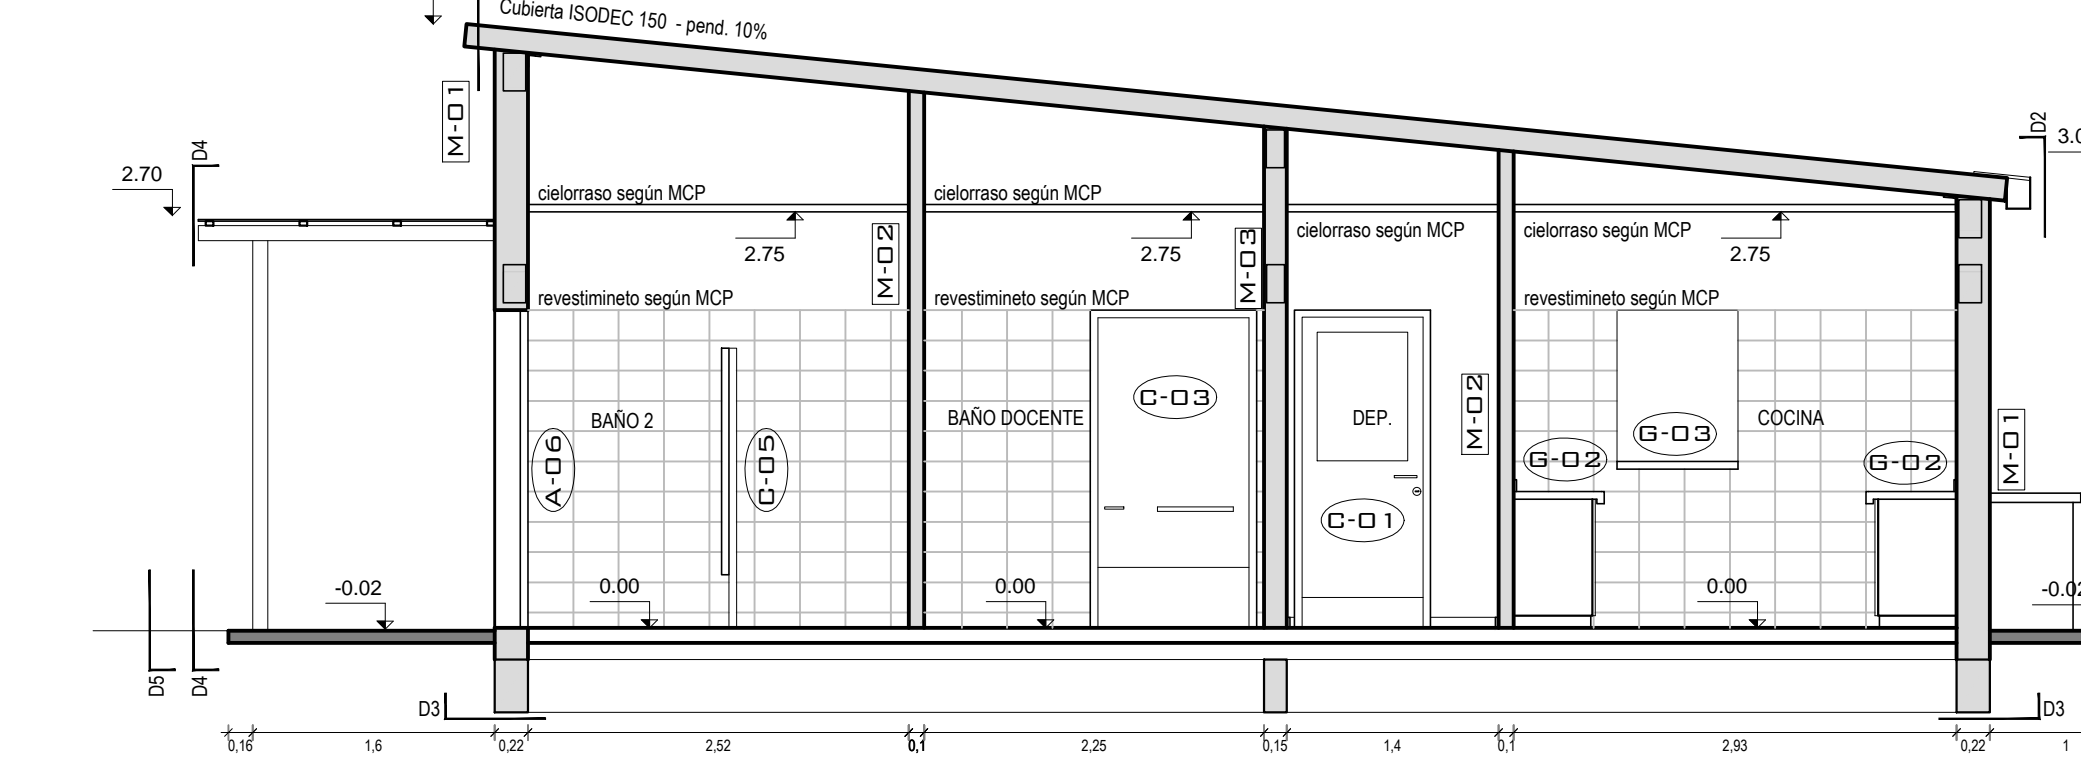 Cubierta ISODEC 150 - pend. 10%
M-01
D4
D2
2.70
cielorraso según MCP
cielorraso según MCP
cielorraso según MCP
cielorraso según MCP
M-02
M-03
2.75
2.75
2.75
revestimineto según MCP
revestimineto según MCP
revestimineto según MCP
C-03
BAÑO 2
BAÑO DOCENTE
DEP.
M-02
G-03
COCINA
A-06
C-05
G-02
G-02
M-01
C-01
-0.02
0.00
0.00
0.00
D5
D4
D3
D3
0,16
1,6
0,22
2,52
0,1
2,25
0,15
1,4
0,1
2,93
0,22
1